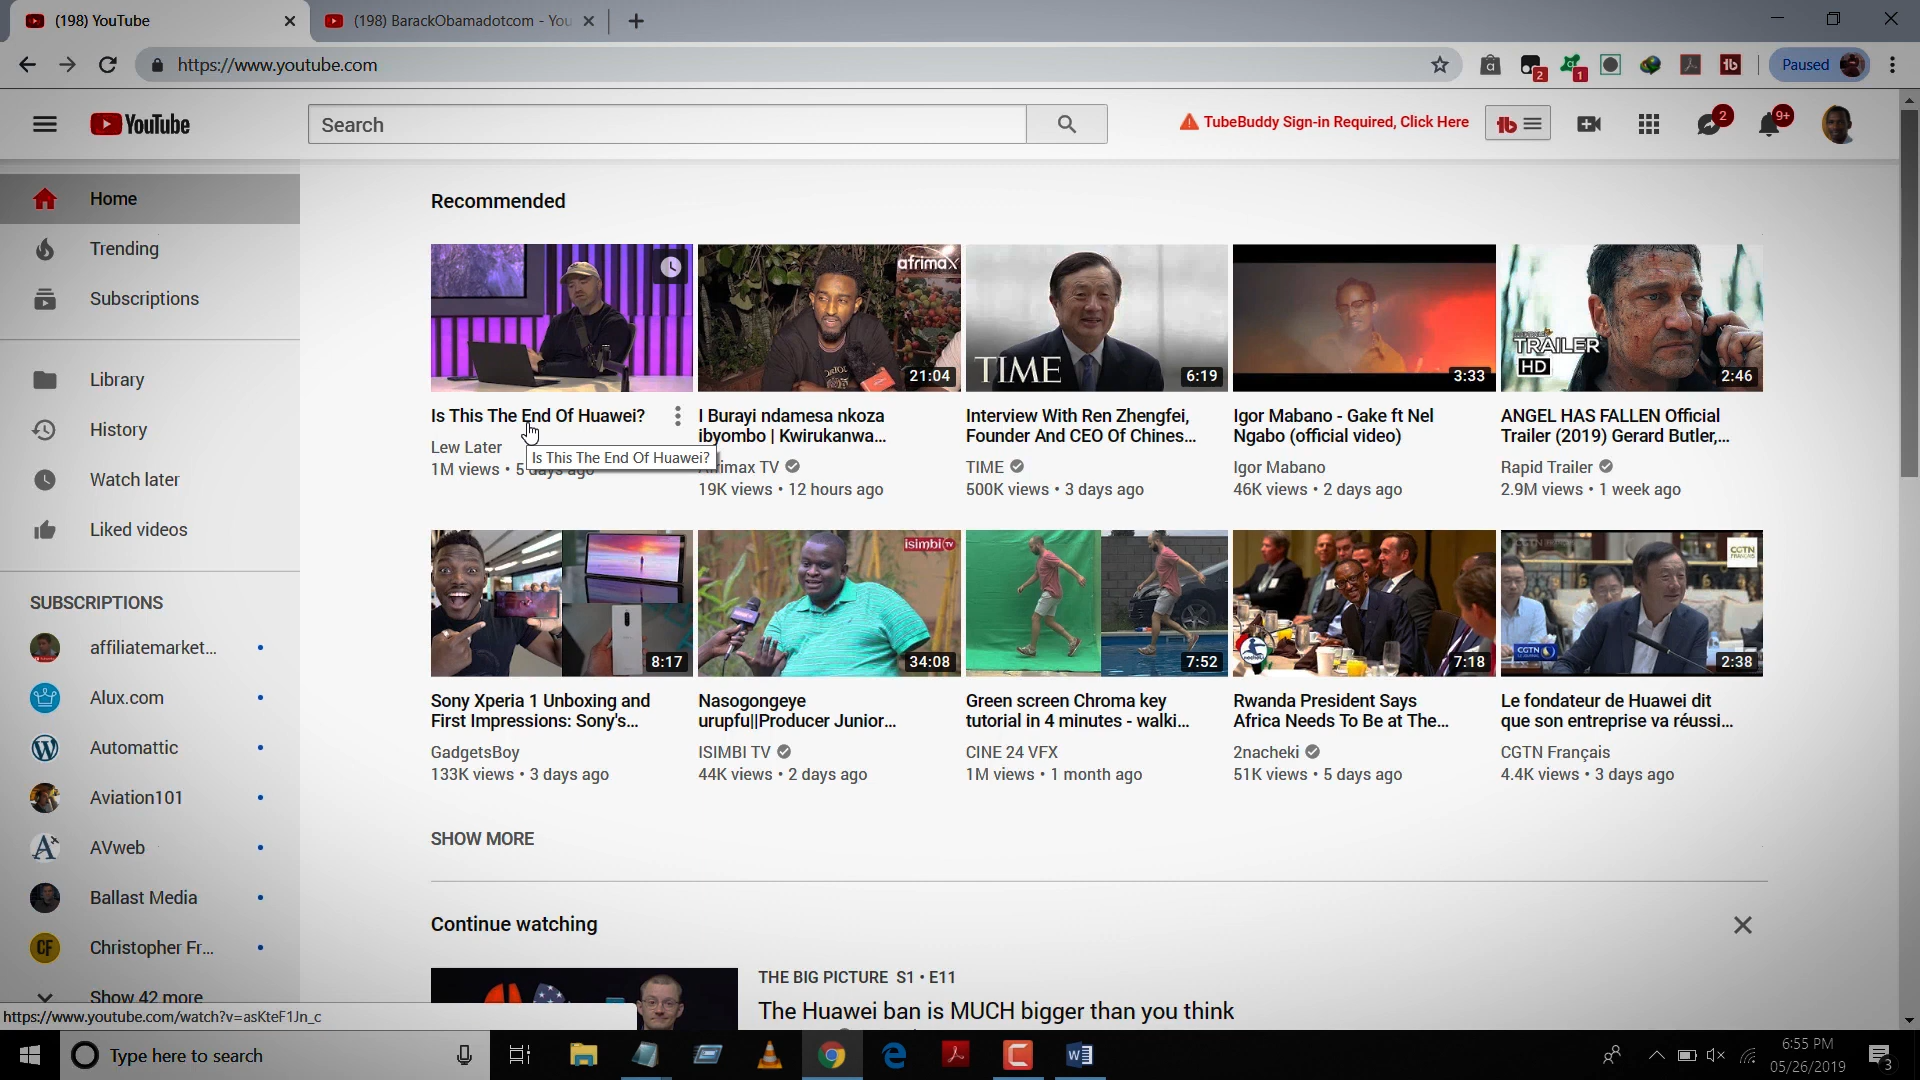 (198) YouTube
(198) BarackObamadotcom - You
https://www.youtube.com
2
1
Paused
YouTube
Search
TubeBuddy Sign-in Required, Click Here
2
9+
Home
Trending
Subscriptions
Library
History
Watch later
Liked videos
SUBSCRIPTIONS
affiliatemarket...
Alux.com
Automattic
Aviation101
AVweb
Ballast Media
CF
Christopher Fr...
Show 42 more
Recommended
Is This The End Of Huawei?
Lew Later
1M views • 5 days ago
Is This The End Of Huawei?
afrimax
21:04
I Burayi ndamesa nkoza
ibyombo | Kwirukanwa...
Afrimax TV
19K views • 12 hours ago
TIME
6:19
Interview With Ren Zhengfei,
Founder And CEO Of Chines...
TIME
500K views • 3 days ago
3:33
Igor Mabano - Gake ft Nel
Ngabo (official video)
Igor Mabano
46K views • 2 days ago
TRAILER
HD
2:46
ANGEL HAS FALLEN Official
Trailer (2019) Gerard Butler,...
Rapid Trailer
2.9M views • 1 week ago
8:17
Sony Xperia 1 Unboxing and
First Impressions: Sony's...
GadgetsBoy
133K views • 3 days ago
isimbi TV
34:08
Nasogongeye
urupfu||Producer Junior...
ISIMBI TV
44K views • 2 days ago
7:52
Green screen Chroma key
tutorial in 4 minutes - walki...
CINE 24 VFX
1M views • 1 month ago
7:18
Rwanda President Says
Africa Needs To Be at The...
2nacheki
51K views • 5 days ago
CGTN
FRANÇAIS
CGTN
2:38
Le fondateur de Huawei dit
que son entreprise va réussi...
CGTN Français
4.4K views • 3 days ago
SHOW MORE
Continue watching
THE BIG PICTURE S1 • E11
The Huawei ban is MUCH bigger than you think
https://www.youtube.com/watch?v=asKteF1Jn_c
Type here to search
6:55 PM
05/26/2019
3